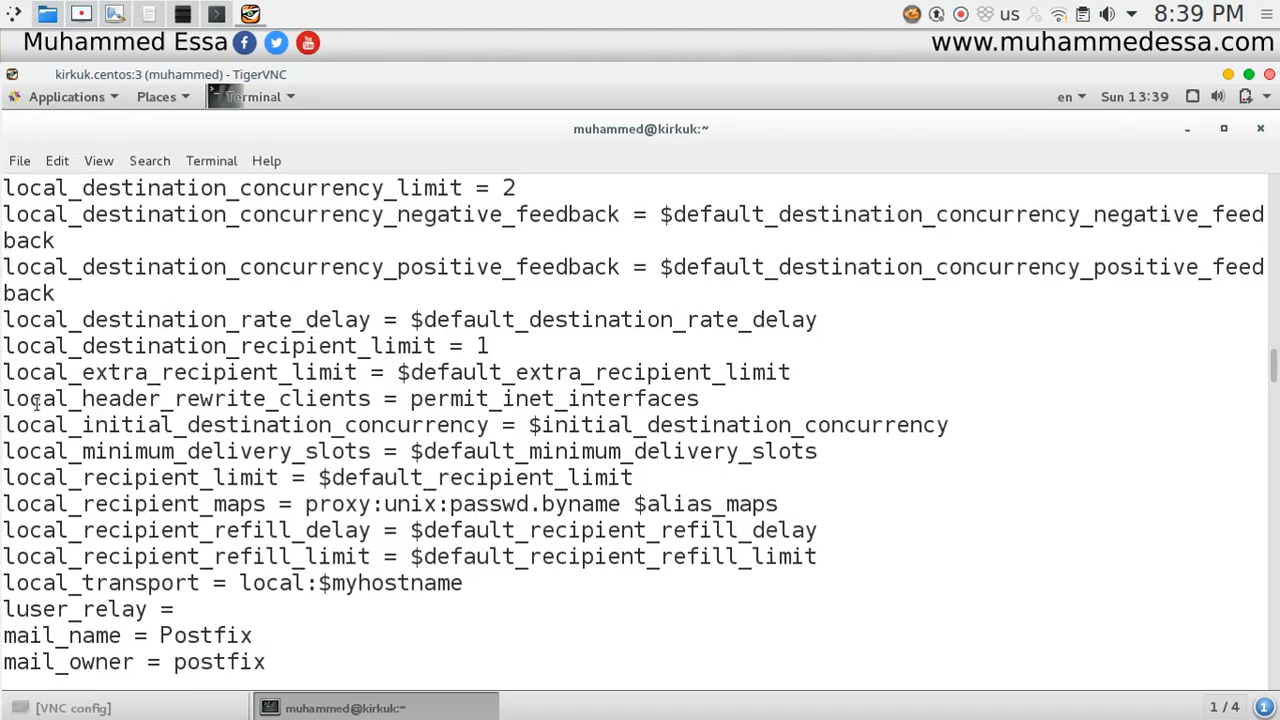 us
8:39 PM
Muhammed Essa
www.muhammedessa.com
kirkuk.centos:3 (muhammed) - TigerVNC
Applications Places Terminal en Sun 13:39
muhammed@kirkuk:~
File Edit View Search Terminal Help
local_destination_concurrency_limit = 2
local_destination_concurrency_negative_feedback = $default_destination_concurrency_negative_feed
back
local_destination_concurrency_positive_feedback = $default_destination_concurrency_positive_feed
back
local_destination_rate_delay = $default_destination_rate_delay
local_destination_recipient_limit = 1
local_extra_recipient_limit = $default_extra_recipient_limit
local_header_rewrite_clients = permit_inet_interfaces
local_initial_destination_concurrency = $initial_destination_concurrency
local_minimum_delivery_slots = $default_minimum_delivery_slots
local_recipient_limit = $default_recipient_limit
local_recipient_maps = proxy:unix:passwd.byname $alias_maps
local_recipient_refill_delay = $default_recipient_refill_delay
local_recipient_refill_limit = $default_recipient_refill_limit
local_transport = local:$myhostname
luser_relay =
mail_name = Postfix
mail_owner = postfix
[VNC config] muhammed@kirkuk:~ 1 / 4 1